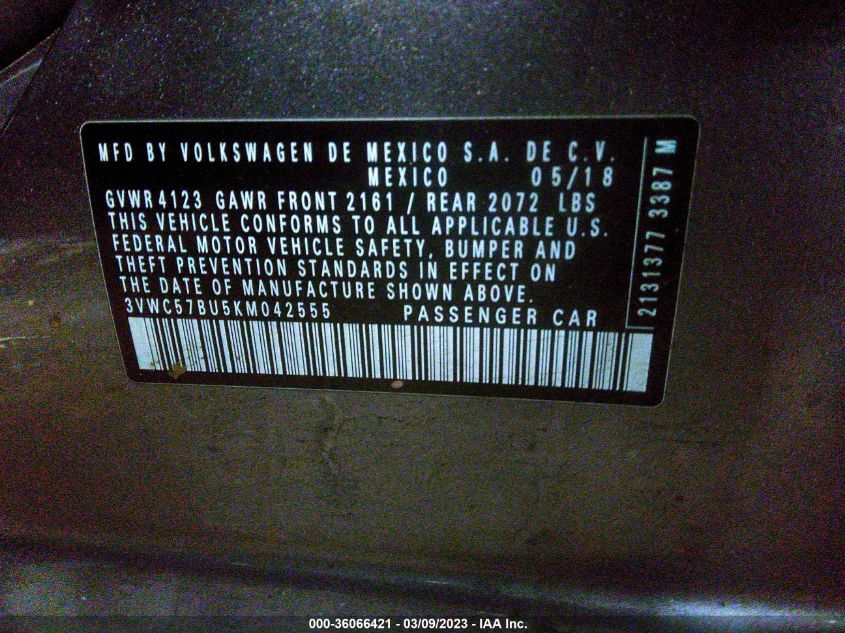 MFD BY VOLKSWAGEN DE MEXICO S.A. DE C.V.
MEXICO 05/18
GVWR 4123 GAWR FRONT 2161 / REAR 2072 LBS
THIS VEHICLE CONFORMS TO ALL APPLICABLE U.S.
FEDERAL MOTOR VEHICLE SAFETY, BUMPER AND
THEFT PREVENTION STANDARDS IN EFFECT ON
THE DATE OF MANUFACTURE SHOWN ABOVE.
3VWC57BU5KM042555 PASSENGER CAR
2131377 3387 M
000-36066421 - 03/09/2023 - IAA Inc.